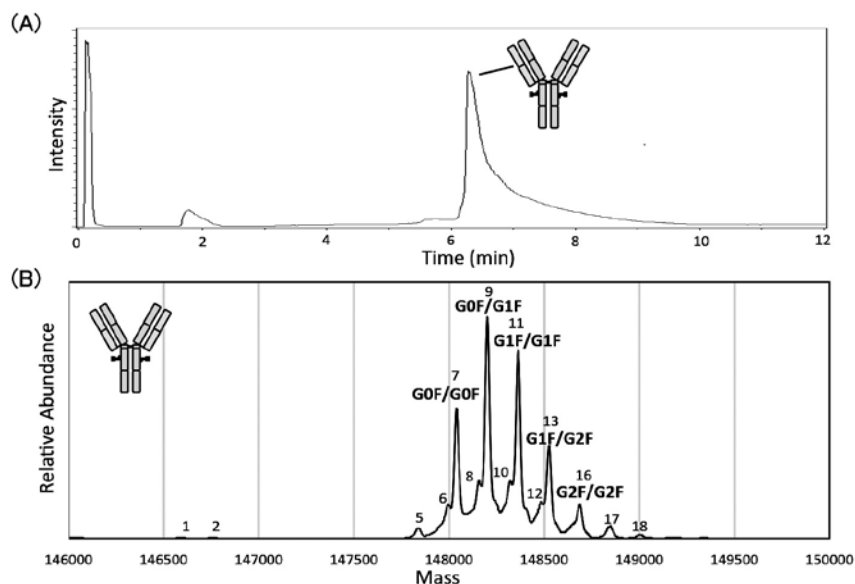 (A)
Intensity
0 2 4 6 8 10 12
Time (min)
(B)
Relative Abundance
9
G0F/G1F
11
G1F/G1F
7
G0F/G0F
13
G1F/G2F
16
G2F/G2F
1 2 5 6 8 10 12 17 18
146000 146500 147000 147500 148000 148500 149000 149500 150000
Mass